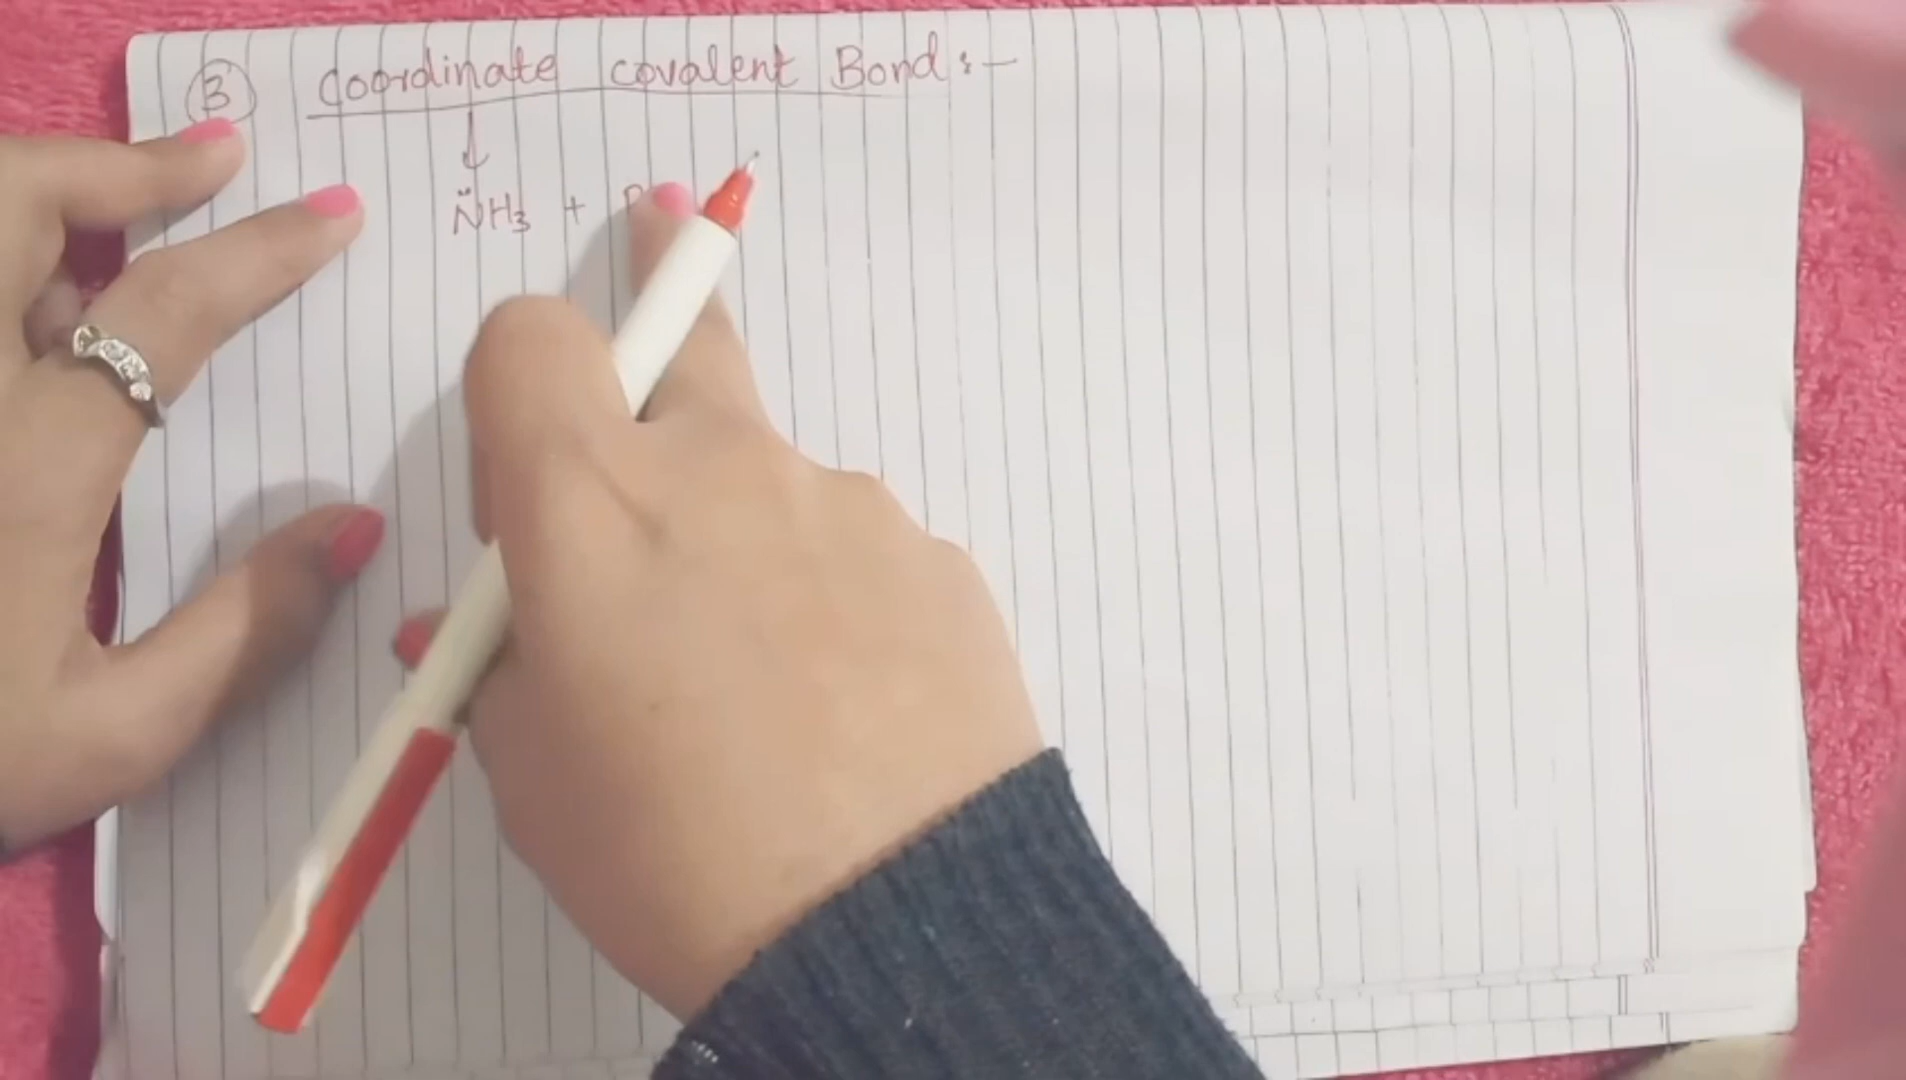 3 Coordinate covalent Bond :-
↓
N̈H₃ +